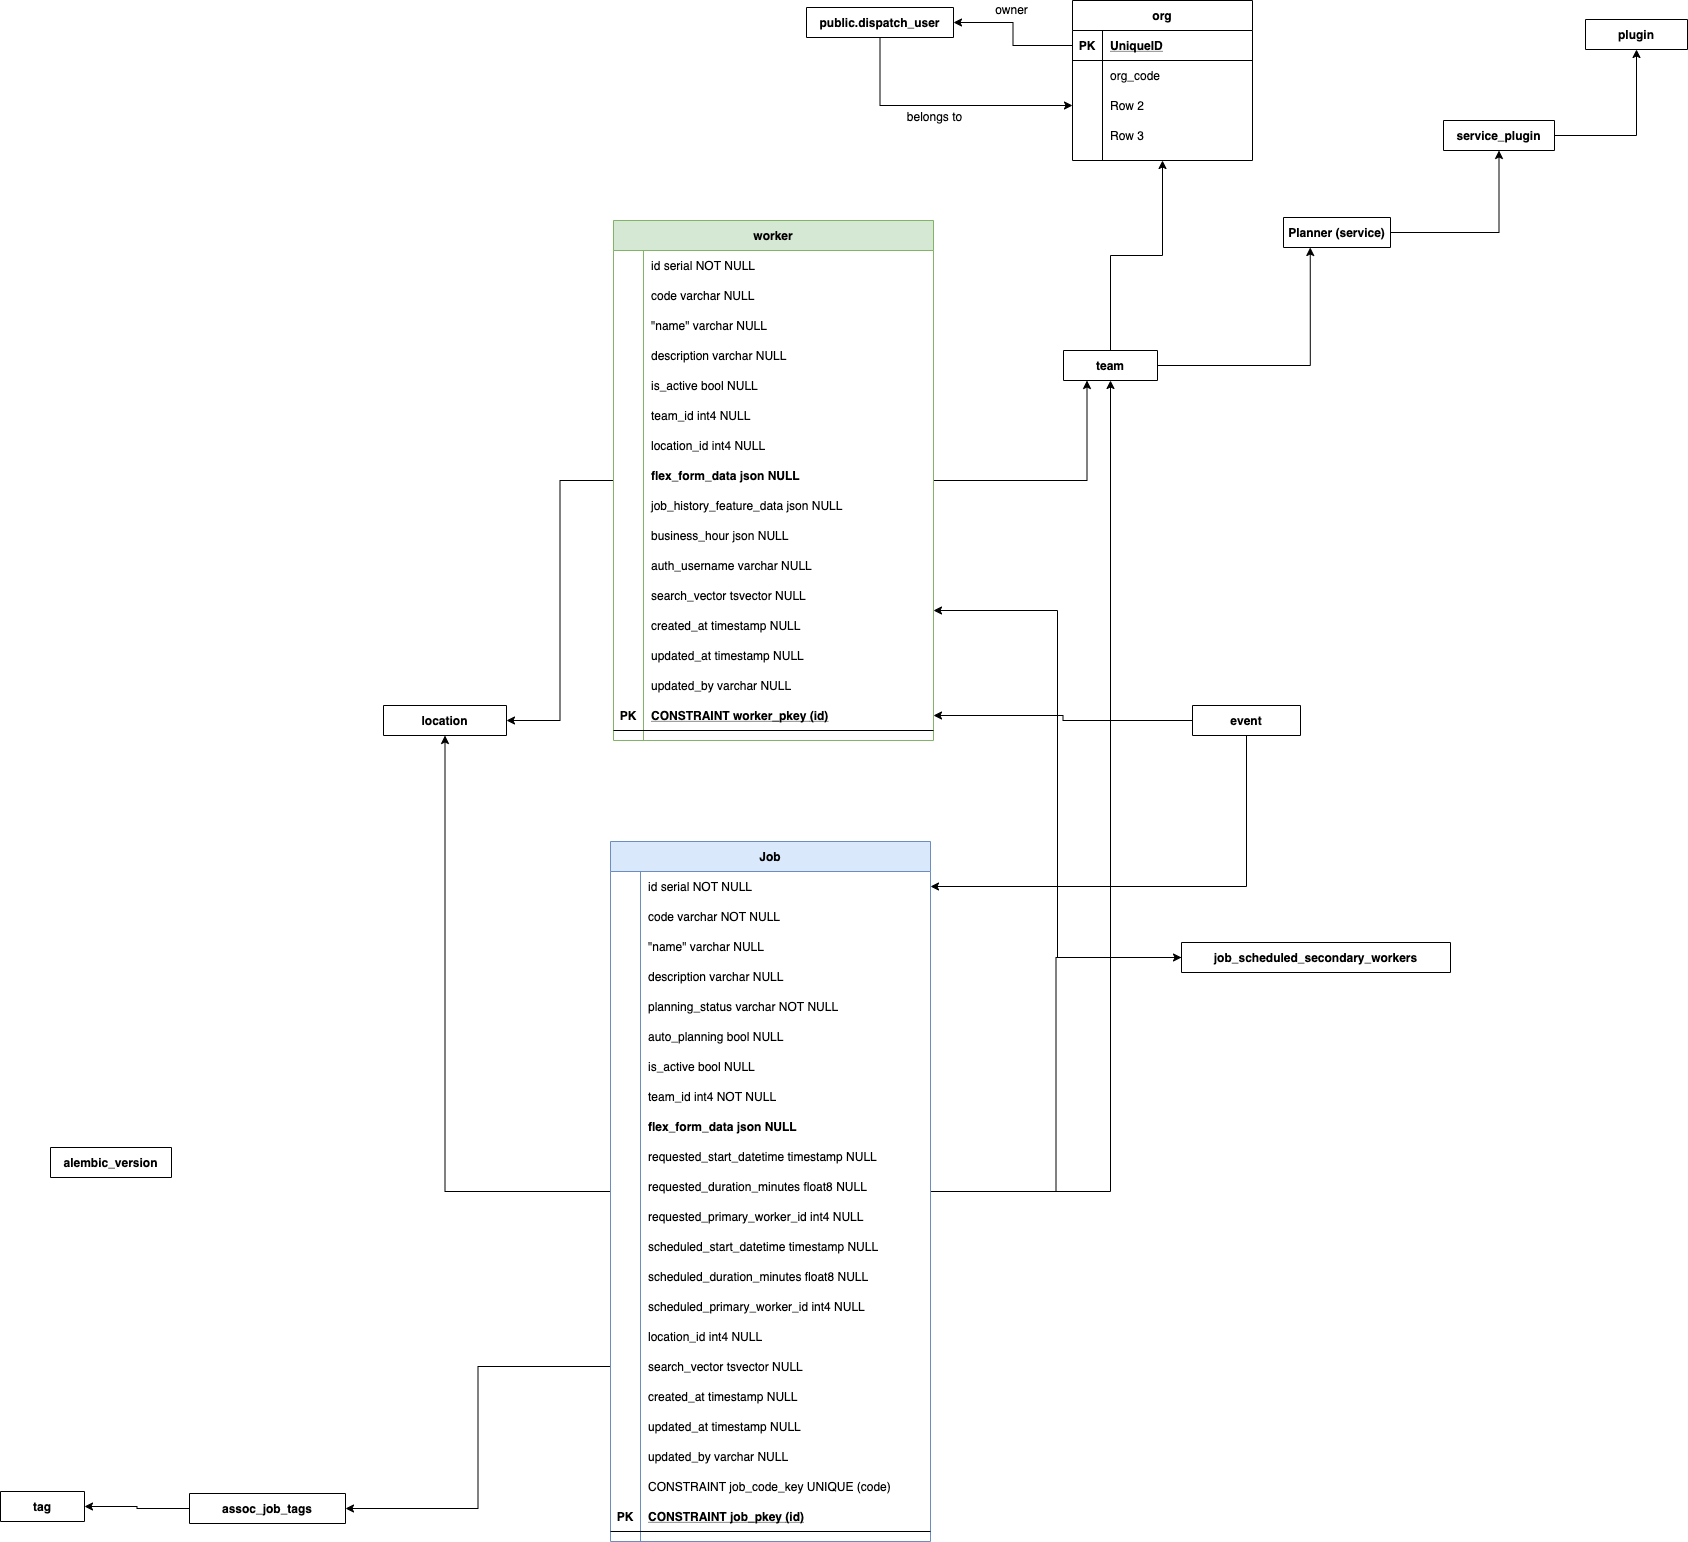 owner
public.dispatch_user
org
PK
UniqueID
org_code
Row 2
Row 3
belongs to
plugin
service_plugin
Planner (service)
team
worker
id serial NOT NULL
code varchar NULL
"name" varchar NULL
description varchar NULL
is_active bool NULL
team_id int4 NULL
location_id int4 NULL
flex_form_data json NULL
job_history_feature_data json NULL
business_hour json NULL
auth_username varchar NULL
search_vector tsvector NULL
created_at timestamp NULL
updated_at timestamp NULL
updated_by varchar NULL
PK
CONSTRAINT worker_pkey (id)
location
event
Job
id serial NOT NULL
code varchar NOT NULL
"name" varchar NULL
description varchar NULL
planning_status varchar NOT NULL
auto_planning bool NULL
is_active bool NULL
team_id int4 NOT NULL
flex_form_data json NULL
requested_start_datetime timestamp NULL
requested_duration_minutes float8 NULL
requested_primary_worker_id int4 NULL
scheduled_start_datetime timestamp NULL
scheduled_duration_minutes float8 NULL
scheduled_primary_worker_id int4 NULL
location_id int4 NULL
search_vector tsvector NULL
created_at timestamp NULL
updated_at timestamp NULL
updated_by varchar NULL
CONSTRAINT job_code_key UNIQUE (code)
PK
CONSTRAINT job_pkey (id)
job_scheduled_secondary_workers
alembic_version
tag
assoc_job_tags